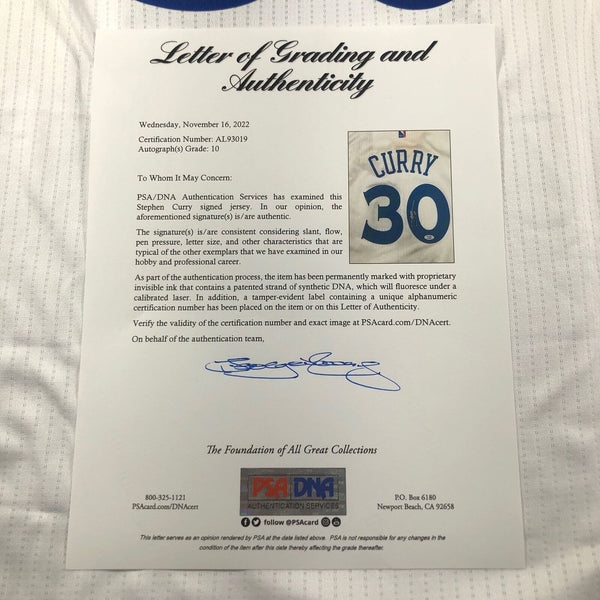 Letter of Grading and
Authenticity
Wednesday, November 16, 2022
Certification Number: AL93019
Autograph(s) Grade: 10
To Whom It May Concern:
PSA/DNA Authentication Services has examined this
Stephen Curry signed jersey. In our opinion, the
aforementioned signature(s) is/are authentic.
The signature(s) is/are consistent considering slant, flow,
pen pressure, letter size, and other characteristics that are
typical of the other exemplars that we have examined in our
hobby and professional career.
CURRY
30
As part of the authentication process, the item has been permanently marked with proprietary
invisible ink that contains a patented strand of synthetic DNA, which will fluoresce under a
calibrated laser. In addition, a tamper-evident label containing a unique alphanumeric
certification number has been placed on the item or on this Letter of Authenticity.
Verify the validity of the certification number and exact image at PSAcard.com/DNAcert.
On behalf of the authentication team,
The Foundation of All Great Collections
800-325-1121
PSAcard.com/DNAcert
PSA DNA
AUTHENTICATION SERVICES
follow @PSAcard
P.O. Box 6180
Newport Beach, CA 92658
This letter serves as an opinion rendered by PSA at the date listed above. PSA is not responsible for any changes in the
condition of the item after this date thereby affecting the grade thereafter.